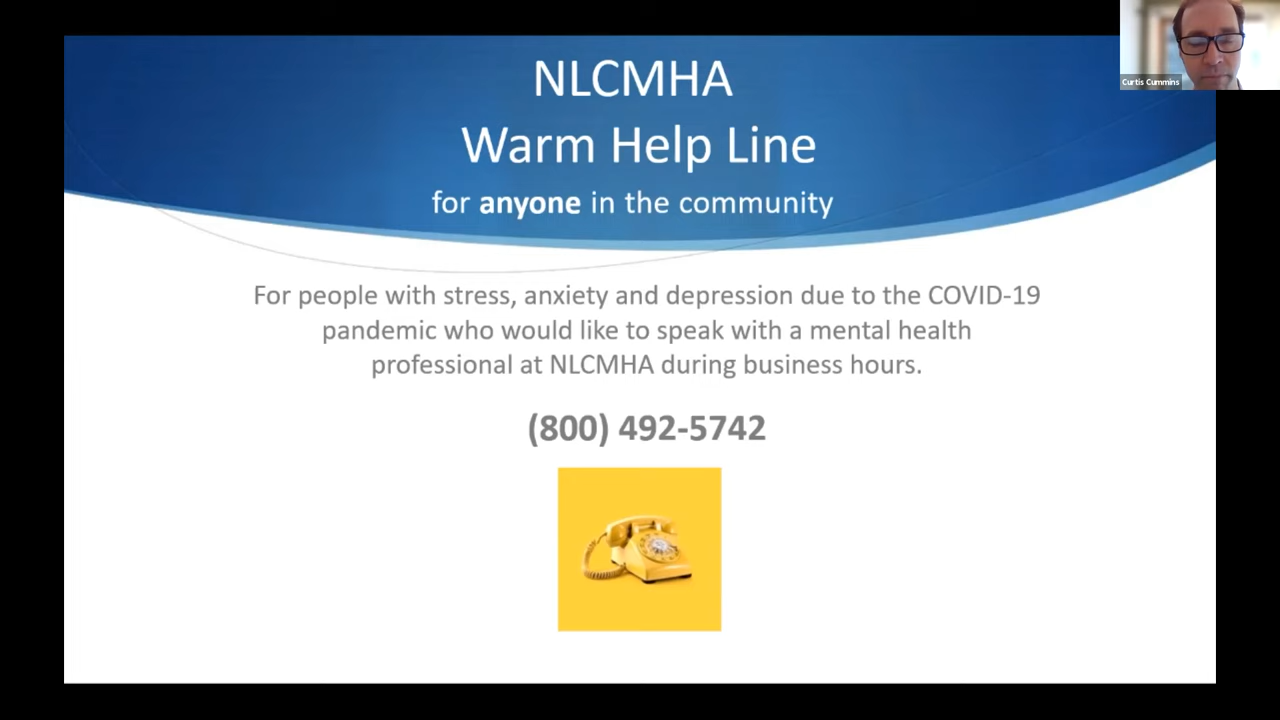 NLCMHA
Warm Help Line
for anyone in the community
For people with stress, anxiety and depression due to the COVID-19
pandemic who would like to speak with a mental health
professional at NLCMHA during business hours.
(800) 492-5742
Curtis Cummins